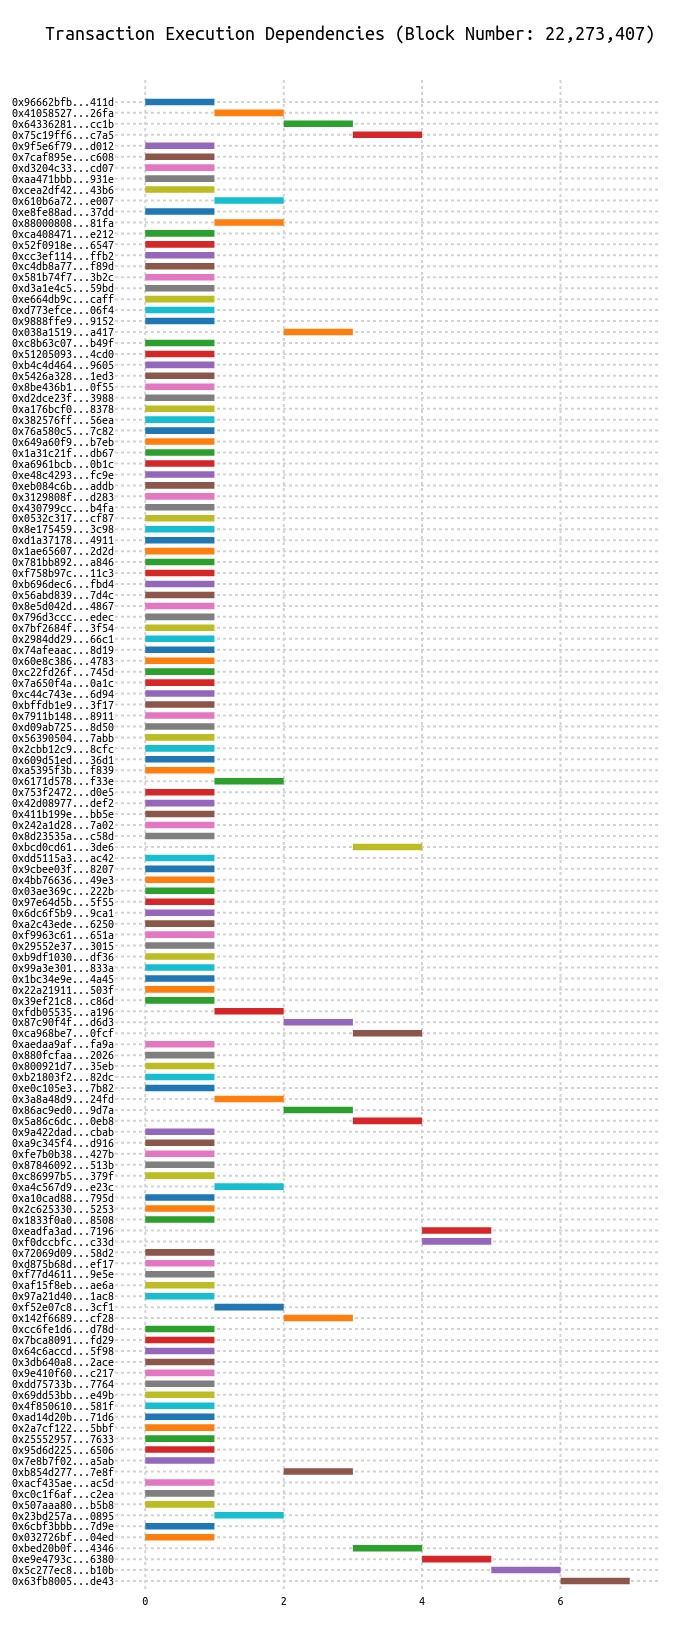 Transaction Execution Dependencies (Block Number: 22,273,407)
0x96662bfb...411d
0x41058527...26fa
0x64336281...cc1b
0x75c19ff6...c7a5
0x9f5e6f79...d012
0x7caf895e...c608
0xd3204c33...cd07
0xaa471bbb...931e
0xcea2df42...43b6
0x610b6a72...e007
0xe8fe88ad...37dd
0x88000808...81fa
0xca408471...e212
0x52f0918e...6547
0xcc3ef114...ffb2
0xc4db8a77...f89d
0x581b74f7...3b2c
0xd3a1e4c5...59bd
0xe664db9c...caff
0xd773efce...06f4
0x9888ffe9...9152
0x038a1519...a417
0xc8b63c07...b49f
0x51205093...4cd0
0xb4c4d464...9605
0x5426a328...1ed3
0x8be436b1...0f55
0xd2dce23f...3988
0xa176bcf0...8378
0x382576ff...56ea
0x76a580c5...7c82
0x649a60f9...b7eb
0x1a31c21f...db67
0xa6961bcb...0b1c
0xe48c4293...fc9e
0xeb084c6b...addb
0x3129808f...d283
0x430799cc...b4fa
0x0532c317...cf87
0x8e175459...3c98
0xd1a37178...4911
0x1ae65607...2d2d
0x781bb892...a846
0xf758b97c...11c3
0xb696dec6...fbd4
0x56abd839...7d4c
0x8e5d042d...4867
0x796d3ccc...edec
0x7bf2684f...3f54
0x2984dd29...66c1
0x74afeaac...8d19
0x60e8c386...4783
0xc22fd26f...745d
0x7a650f4a...0a1c
0xc44c743e...6d94
0xbffdb1e9...3f17
0x7911b148...8911
0xd09ab725...8d50
0x56390504...7abb
0x2cbb12c9...8cfc
0x609d51ed...36d1
0xa5395f3b...f839
0x6171d578...f33e
0x753f2472...d0e5
0x42d08977...def2
0x411b199e...bb5e
0x242a1d28...7a02
0x8d23535a...c58d
0xbcd0cd61...3de6
0xdd5115a3...ac42
0x9cbee03f...8207
0x4bb76636...49e3
0x03ae369c...222b
0x97e64d5b...5f55
0x6dc6f5b9...9ca1
0xa2c43ede...6250
0xf9963c61...651a
0x29552e37...3015
0xb9df1030...df36
0x99a3e301...833a
0x1bc34e9e...4a45
0x22a21911...503f
0x39ef21c8...c86d
0xfdb05535...a196
0x87c90f4f...d6d3
0xca968be7...0fcf
0xaedaa9af...fa9a
0x880fcfaa...2026
0x800921d7...35eb
0xb21803f2...82dc
0xe0c105e3...7b82
0x3a8a48d9...24fd
0x86ac9ed0...9d7a
0x5a86c6dc...0eb8
0x9a422dad...cbab
0xa9c345f4...d916
0xfe7b0b38...427b
0x87846092...513b
0xc86997b5...379f
0xa4c567d9...e23c
0xa10cad88...795d
0x2c625330...5253
0x1833f0a0...8508
0xeadfa3ad...7196
0xf0dccbfc...c33d
0x72069d09...58d2
0xd875b68d...ef17
0xf77d4611...9e5e
0xaf15f8eb...ae6a
0x97a21d40...1ac8
0xf52e07c8...3cf1
0x142f6689...cf28
0xcc6fe1d6...d78d
0x7bca8091...fd29
0x64c6accd...5f98
0x3db640a8...2ace
0x9e410f60...c217
0xdd75733b...7764
0x69dd53bb...e49b
0x4f850610...581f
0xad14d20b...71d6
0x2a7cf122...5bbf
0x25552957...7633
0x95d6d225...6506
0x7e8b7f02...a5ab
0xb854d277...7e8f
0xacf435ae...ac5d
0xc0c1f6af...c2ea
0x507aaa80...b5b8
0x23bd257a...0895
0x6cbf3bbb...7d9e
0x032726bf...04ed
0xbed20b0f...4346
0xe9e4793c...6380
0x5c277ec8...b10b
0x63fb8005...de43
0 2 4 6